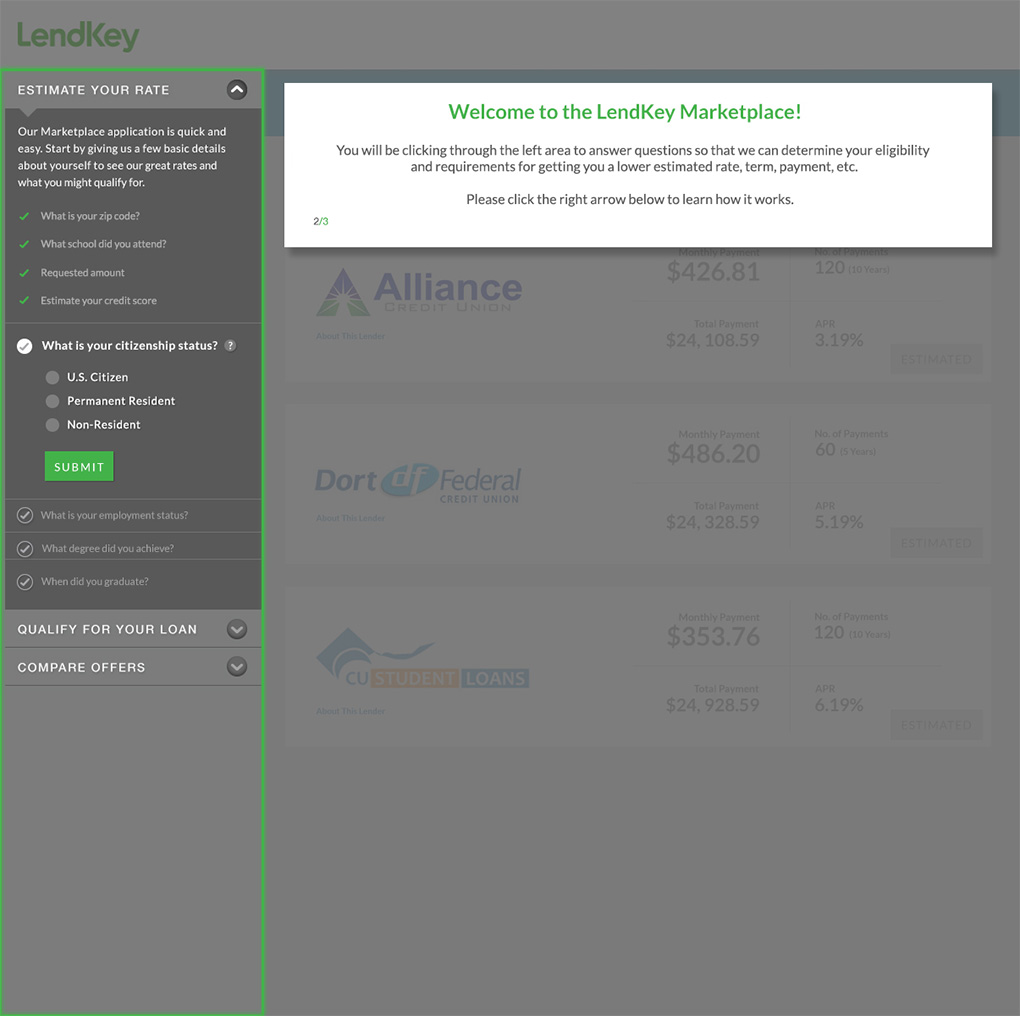 LendKey
ESTIMATE YOUR RATE
Our Marketplace application is quick and
easy. Start by giving us a few basic details
about yourself to see our great rates and
what you might qualify for.
What is your zip code?
What school did you attend?
Requested amount
Estimate your credit score
What is your citizenship status? ?
U.S. Citizen
Permanent Resident
Non-Resident
SUBMIT
What is your employment status?
What degree did you achieve?
When did you graduate?
QUALIFY FOR YOUR LOAN
COMPARE OFFERS
Welcome to the LendKey Marketplace!
You will be clicking through the left area to answer questions so that we can determine your eligibility
and requirements for getting you a lower estimated rate, term, payment, etc.
Please click the right arrow below to learn how it works.
2/3
Alliance
CREDIT UNION
About This Lender
Monthly Payment
$426.81
No. of Payments
120 (10 Years)
Total Payment
$24, 108.59
APR
3.19%
ESTIMATED
Dort df Federal
CREDIT UNION
About This Lender
Monthly Payment
$486.20
No. of Payments
60 (5 Years)
Total Payment
$24, 328.59
APR
5.19%
ESTIMATED
CU STUDENT LOANS
About This Lender
Monthly Payment
$353.76
No. of Payments
120 (10 Years)
Total Payment
$24, 928.59
APR
6.19%
ESTIMATED